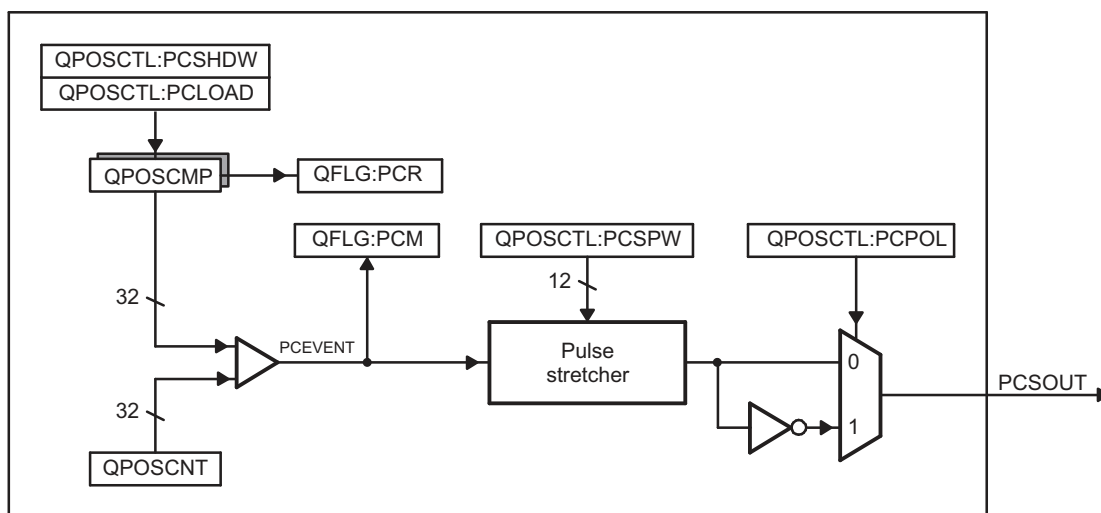 QPOSCTL:PCSHDW
QPOSCTL:PCLOAD
QPOSCMP
QFLG:PCR
QFLG:PCM
QPOSCTL:PCSPW
QPOSCTL:PCPOL
32
12
PCEVENT
Pulse
stretcher
0
PCSOUT
32
1
QPOSCNT